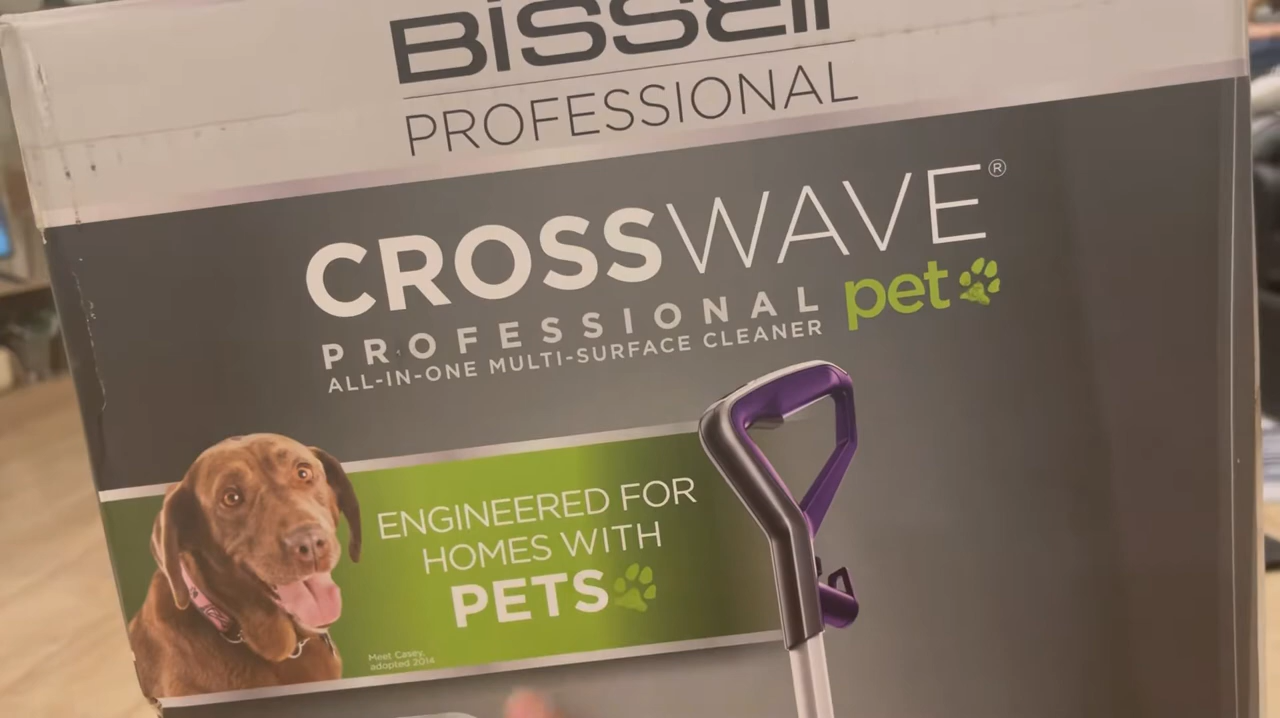 BISSELL
PROFESSIONAL
CROSSWAVE®
PROFESSIONAL pet
ALL-IN-ONE MULTI-SURFACE CLEANER
ENGINEERED FOR
HOMES WITH
PETS
Meet Casey,
adopted 2014